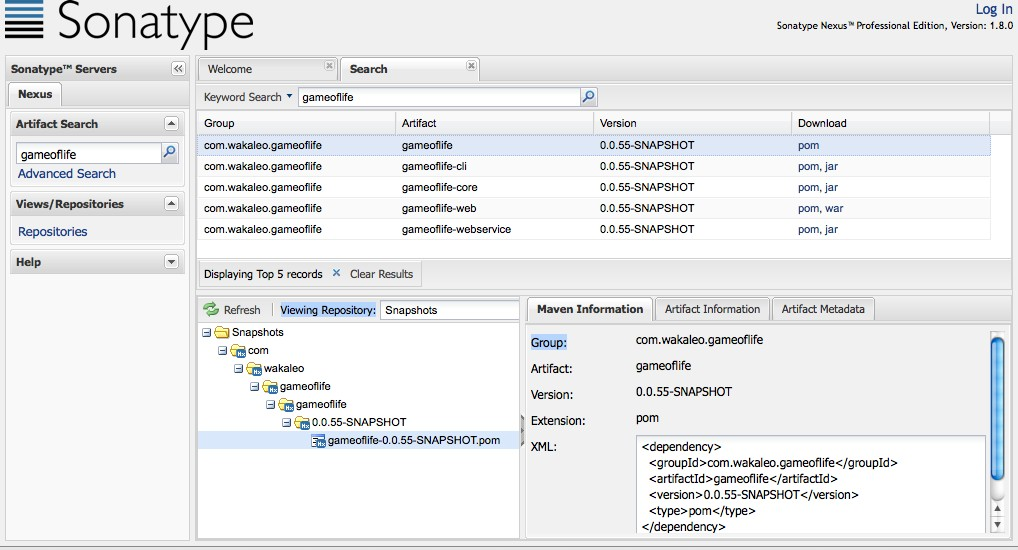 Sonatype
Log In
Sonatype Nexus™ Professional Edition, Version: 1.8.0
Sonatype™ Servers
Nexus
Artifact Search
gameoflife
Advanced Search
Views/Repositories
Repositories
Help
Welcome
Search
Keyword Search gameoflife
Group Artifact Version Download
com.wakaleo.gameoflife gameoflife 0.0.55-SNAPSHOT pom
com.wakaleo.gameoflife gameoflife-cli 0.0.55-SNAPSHOT pom, jar
com.wakaleo.gameoflife gameoflife-core 0.0.55-SNAPSHOT pom, jar
com.wakaleo.gameoflife gameoflife-web 0.0.55-SNAPSHOT pom, war
com.wakaleo.gameoflife gameoflife-webservice 0.0.55-SNAPSHOT pom, jar
Displaying Top 5 records Clear Results
Refresh Viewing Repository: Snapshots
Snapshots
com
wakaleo
gameoflife
gameoflife
0.0.55-SNAPSHOT
gameoflife-0.0.55-SNAPSHOT.pom
Maven Information Artifact Information Artifact Metadata
Group: com.wakaleo.gameoflife
Artifact: gameoflife
Version: 0.0.55-SNAPSHOT
Extension: pom
XML: <dependency>
<groupId>com.wakaleo.gameoflife</groupId>
<artifactId>gameoflife</artifactId>
<version>0.0.55-SNAPSHOT</version>
<type>pom</type>
</dependency>